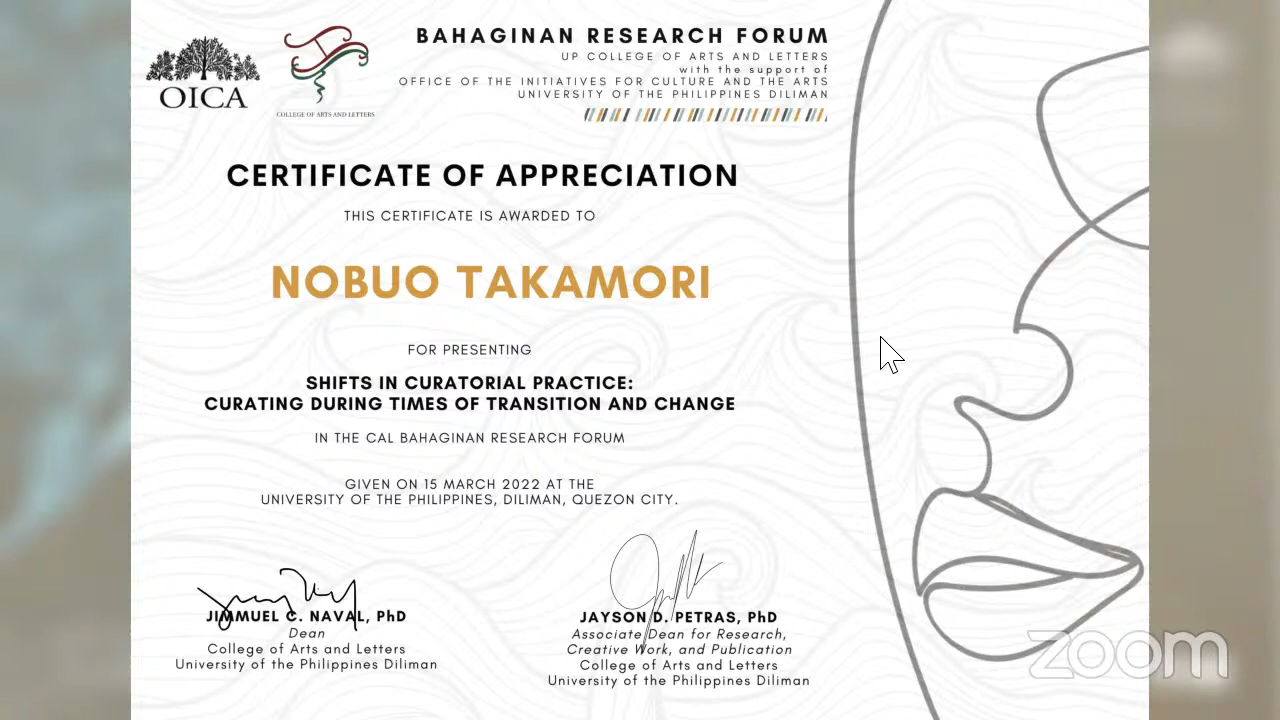 OICA
COLLEGE OF ARTS AND LETTERS
BAHAGINAN RESEARCH FORUM
UP COLLEGE OF ARTS AND LETTERS
with the support of
OFFICE OF THE INITIATIVES FOR CULTURE AND THE ARTS
UNIVERSITY OF THE PHILIPPINES DILIMAN
CERTIFICATE OF APPRECIATION
THIS CERTIFICATE IS AWARDED TO
NOBUO TAKAMORI
FOR PRESENTING
SHIFTS IN CURATORIAL PRACTICE:
CURATING DURING TIMES OF TRANSITION AND CHANGE
IN THE CAL BAHAGINAN RESEARCH FORUM
GIVEN ON 15 MARCH 2022 AT THE
UNIVERSITY OF THE PHILIPPINES, DILIMAN, QUEZON CITY.
JIMMUEL C. NAVAL, PhD
Dean
College of Arts and Letters
University of the Philippines Diliman
JAYSON D. PETRAS, PhD
Associate Dean for Research,
Creative Work, and Publication
College of Arts and Letters
University of the Philippines Diliman
zoom